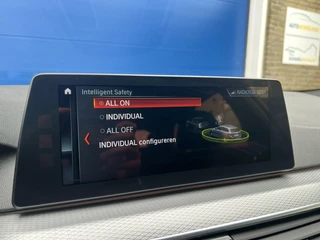 Intelligent Safety
ALL ON
INDIVIDUAL
ALL OFF
INDIVIDUAL configureren